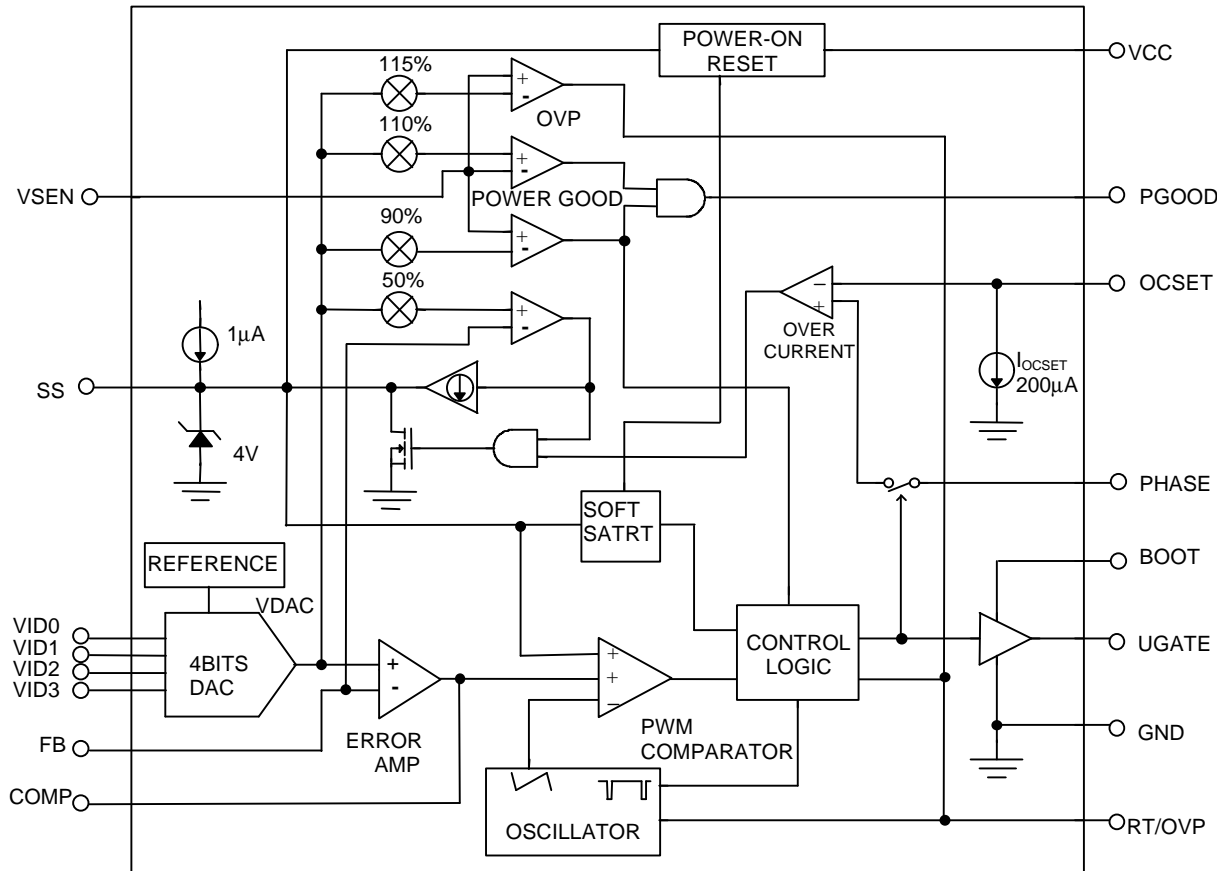 POWER-ON
RESET
VCC
115%
+
-
OVP
110%
+
-
POWER GOOD
VSEN
PGOOD
90%
+
-
50%
+
-
OCSET
−
+
OVER
CURRENT
IOCSET
200µA
1µA
SS
4V
PHASE
SOFT
SATRT
REFERENCE
VDAC
BOOT
VID0
VID1
VID2
VID3
4BITS
DAC
+
-
ERROR
AMP
+
+
−
PWM
COMPARATOR
CONTROL
LOGIC
UGATE
FB
GND
COMP
OSCILLATOR
RT/OVP